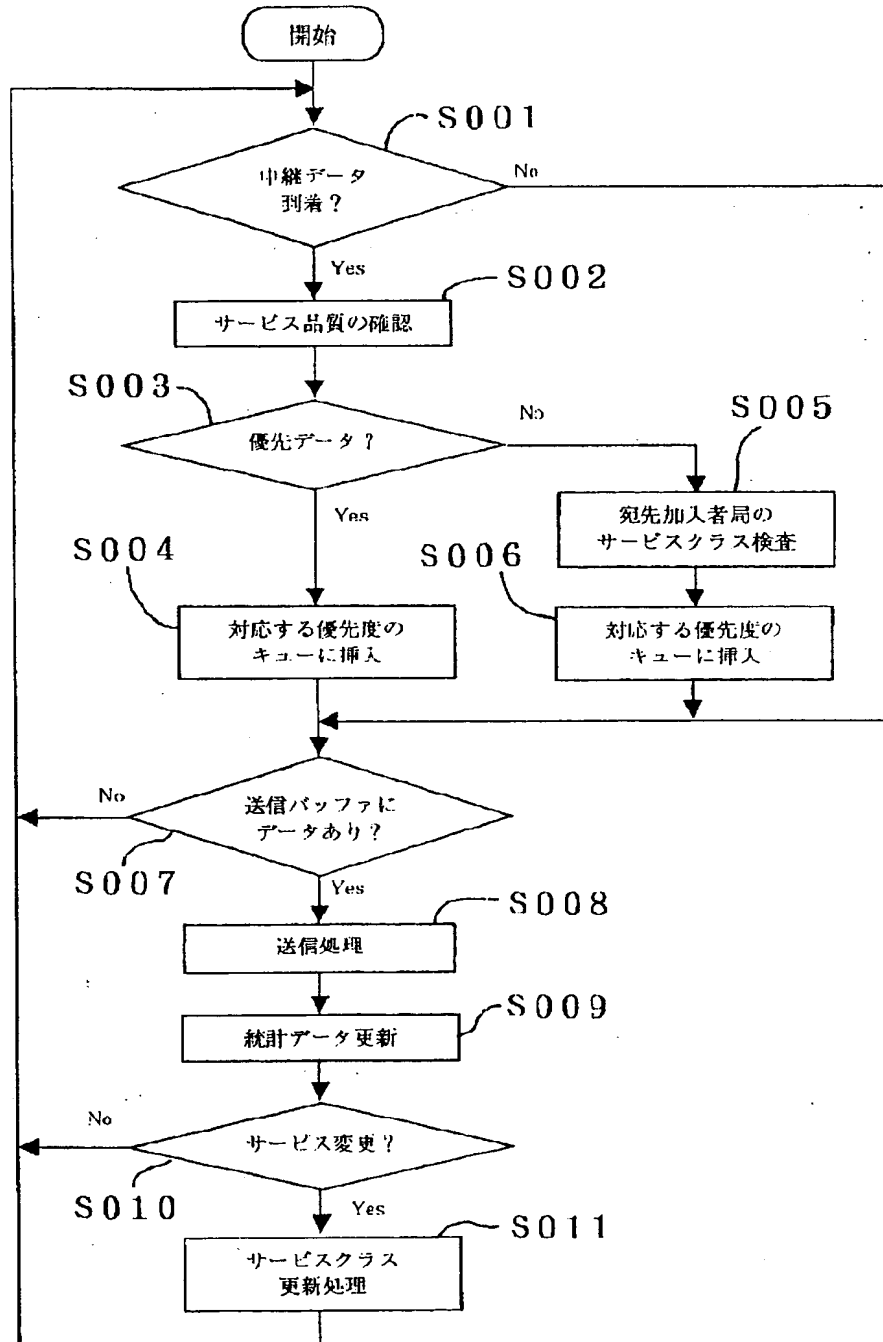 開始
S001
中継データ
到着?
No
Yes
S002
サービス品質の確認
S003
優先データ?
No
S005
Yes
宛先加入者局の
サービスクラス検査
S004
S006
対応する優先度の
キューに挿入
対応する優先度の
キューに挿入
No
送信バッファに
データあり?
S007
Yes
S008
送信処理
S009
統計データ更新
No
サービス変更?
S010
Yes
S011
サービスクラス
更新処理